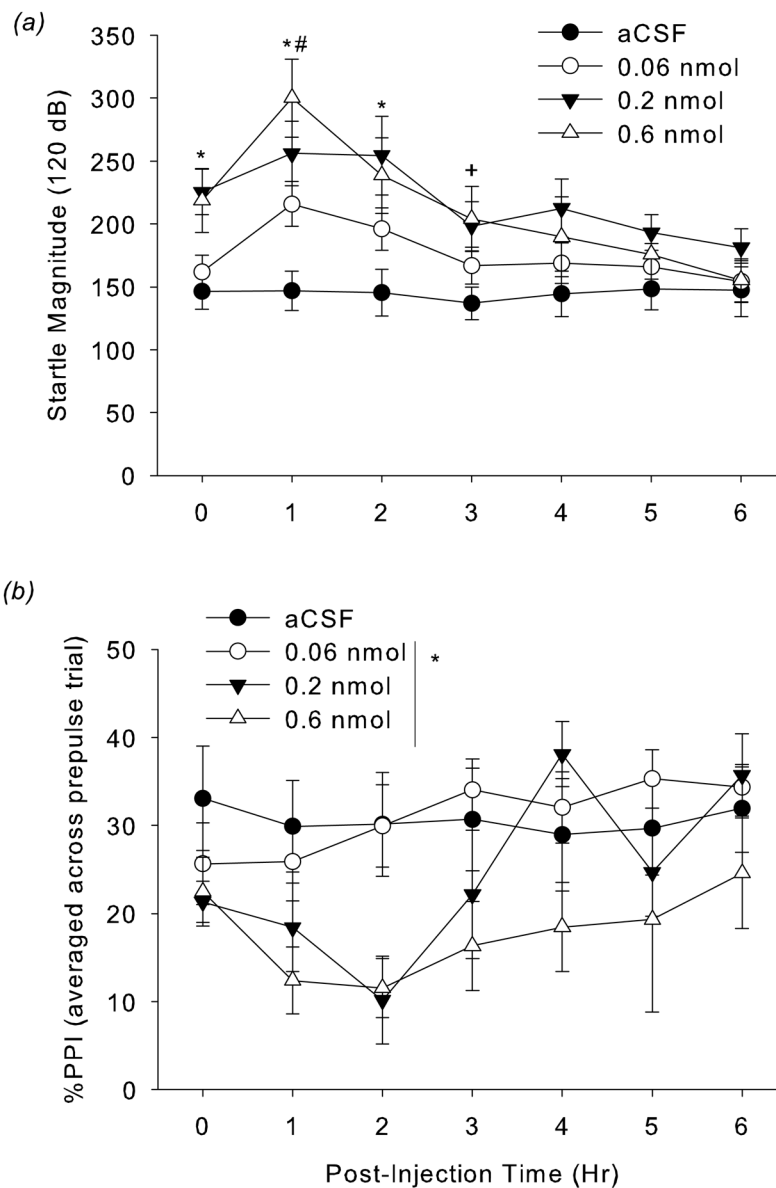 (a)
350
300
250
200
150
100
50
0
Startle Magnitude (120 dB)
aCSF
0.06 nmol
0.2 nmol
0.6 nmol
*
*#
*
+
0 1 2 3 4 5 6
(b)
aCSF
0.06 nmol
0.2 nmol
0.6 nmol
*
50
40
30
20
10
0
%PPI (averaged across prepulse trial)
0 1 2 3 4 5 6
Post-Injection Time (Hr)